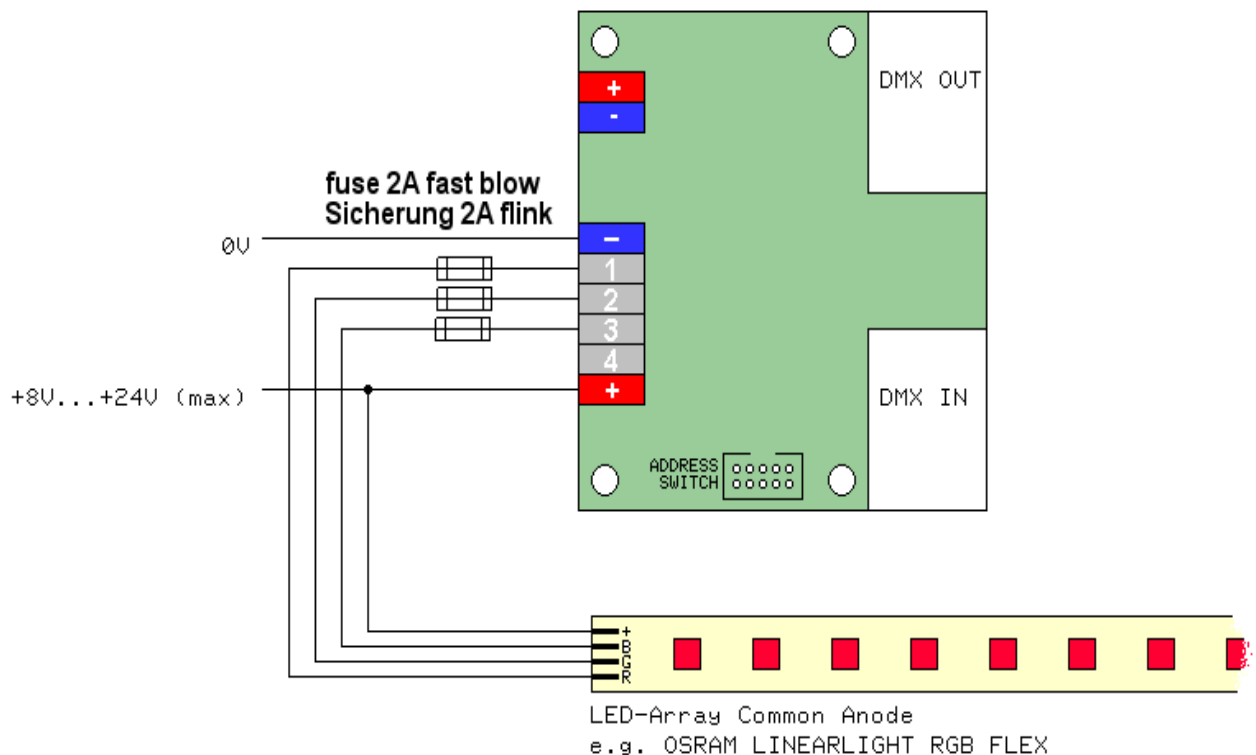 DMX OUT
+
-
fuse 2A fast blow
Sicherung 2A flink
0V
−
1
2
3
4
+
+8V...+24V (max)
DMX IN
ADDRESS
SWITCH
+
B
G
R
LED-Array Common Anode
e.g. OSRAM LINEARLIGHT RGB FLEX